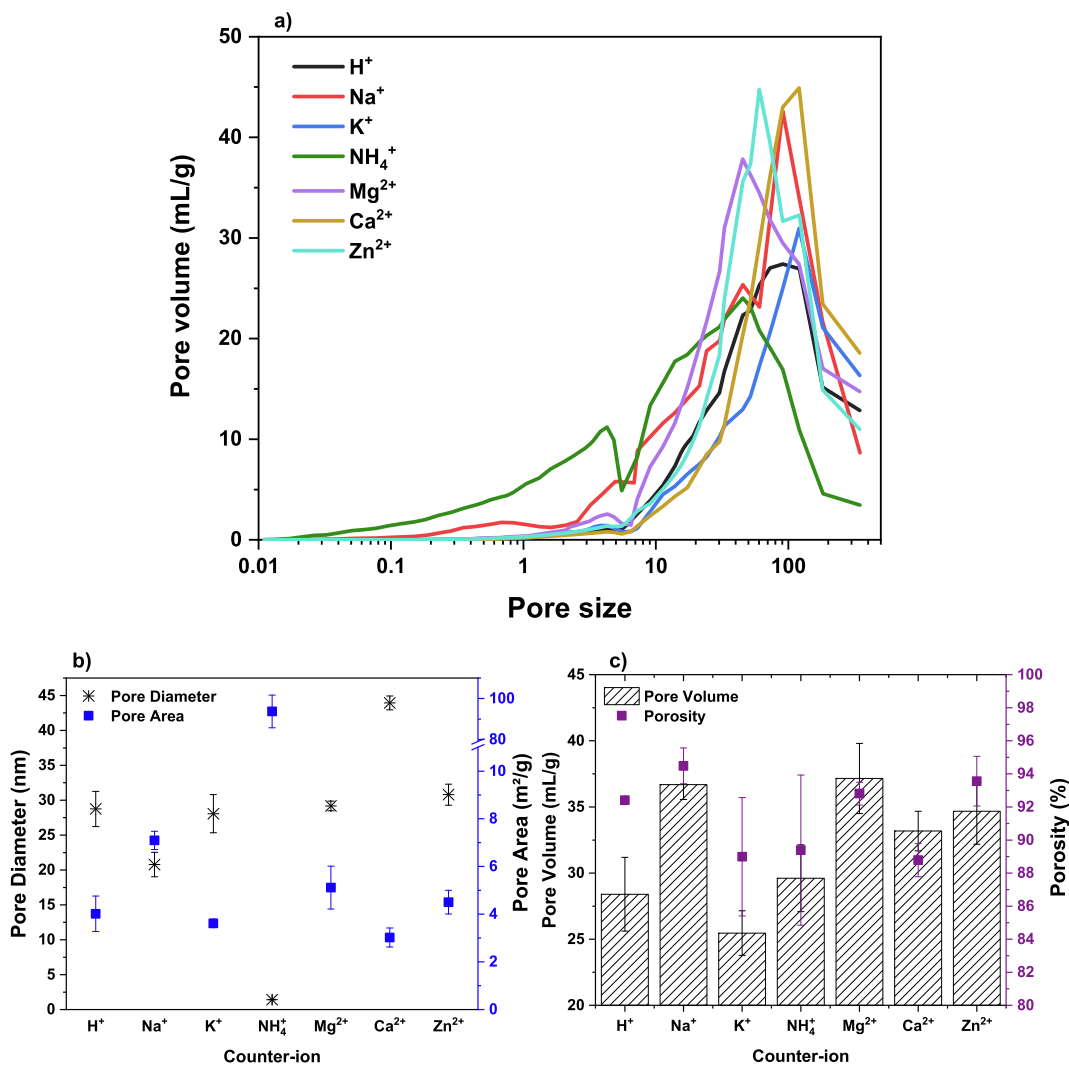 a)
50
40
30
20
10
0
Pore volume (mL/g)
H⁺
Na⁺
K⁺
NH₄⁺
Mg²⁺
Ca²⁺
Zn²⁺
0.01 0.1 1 10 100
Pore size
b)
Pore Diameter
Pore Area
45
40
35
30
25
20
15
10
5
0
Pore Diameter (nm)
100
80
10
8
6
4
2
0
Pore Area (m²/g)
H⁺ Na⁺ K⁺ NH₄⁺ Mg²⁺ Ca²⁺ Zn²⁺
Counter-ion
c)
Pore Volume
Porosity
45
40
35
30
25
20
Pore Volume (mL/g)
100
98
96
94
92
90
88
86
84
82
80
Porosity (%)
H⁺ Na⁺ K⁺ NH₄⁺ Mg²⁺ Ca²⁺ Zn²⁺
Counter-ion